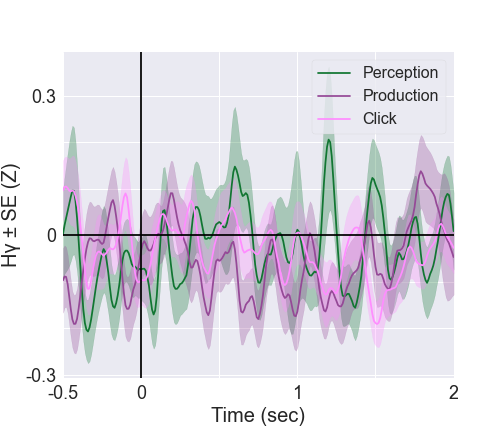 Perception
Production
Click
Hγ ± SE (Z)
0.3
0
-0.3
-0.5
0
1
2
Time (sec)